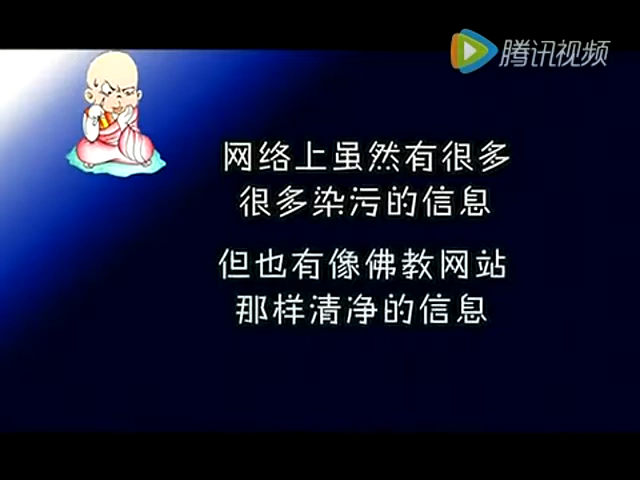 腾讯视频
网络上虽然有很多
很多染污的信息
但也有像佛教网站
那样清净的信息